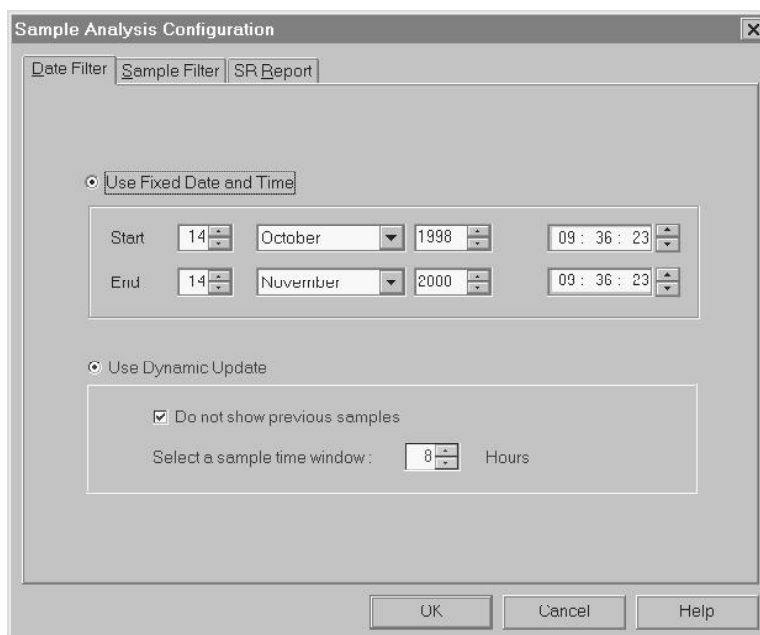 Sample Analysis Configuration
Date Filter Sample Filter SR Report
Use Fixed Date and Time
Start 14 October 1998 09 : 36 : 23
End 14 November 2000 09 : 36 : 23
Use Dynamic Update
Do not show previous samples
Select a sample time window : 8 Hours
OK Cancel Help